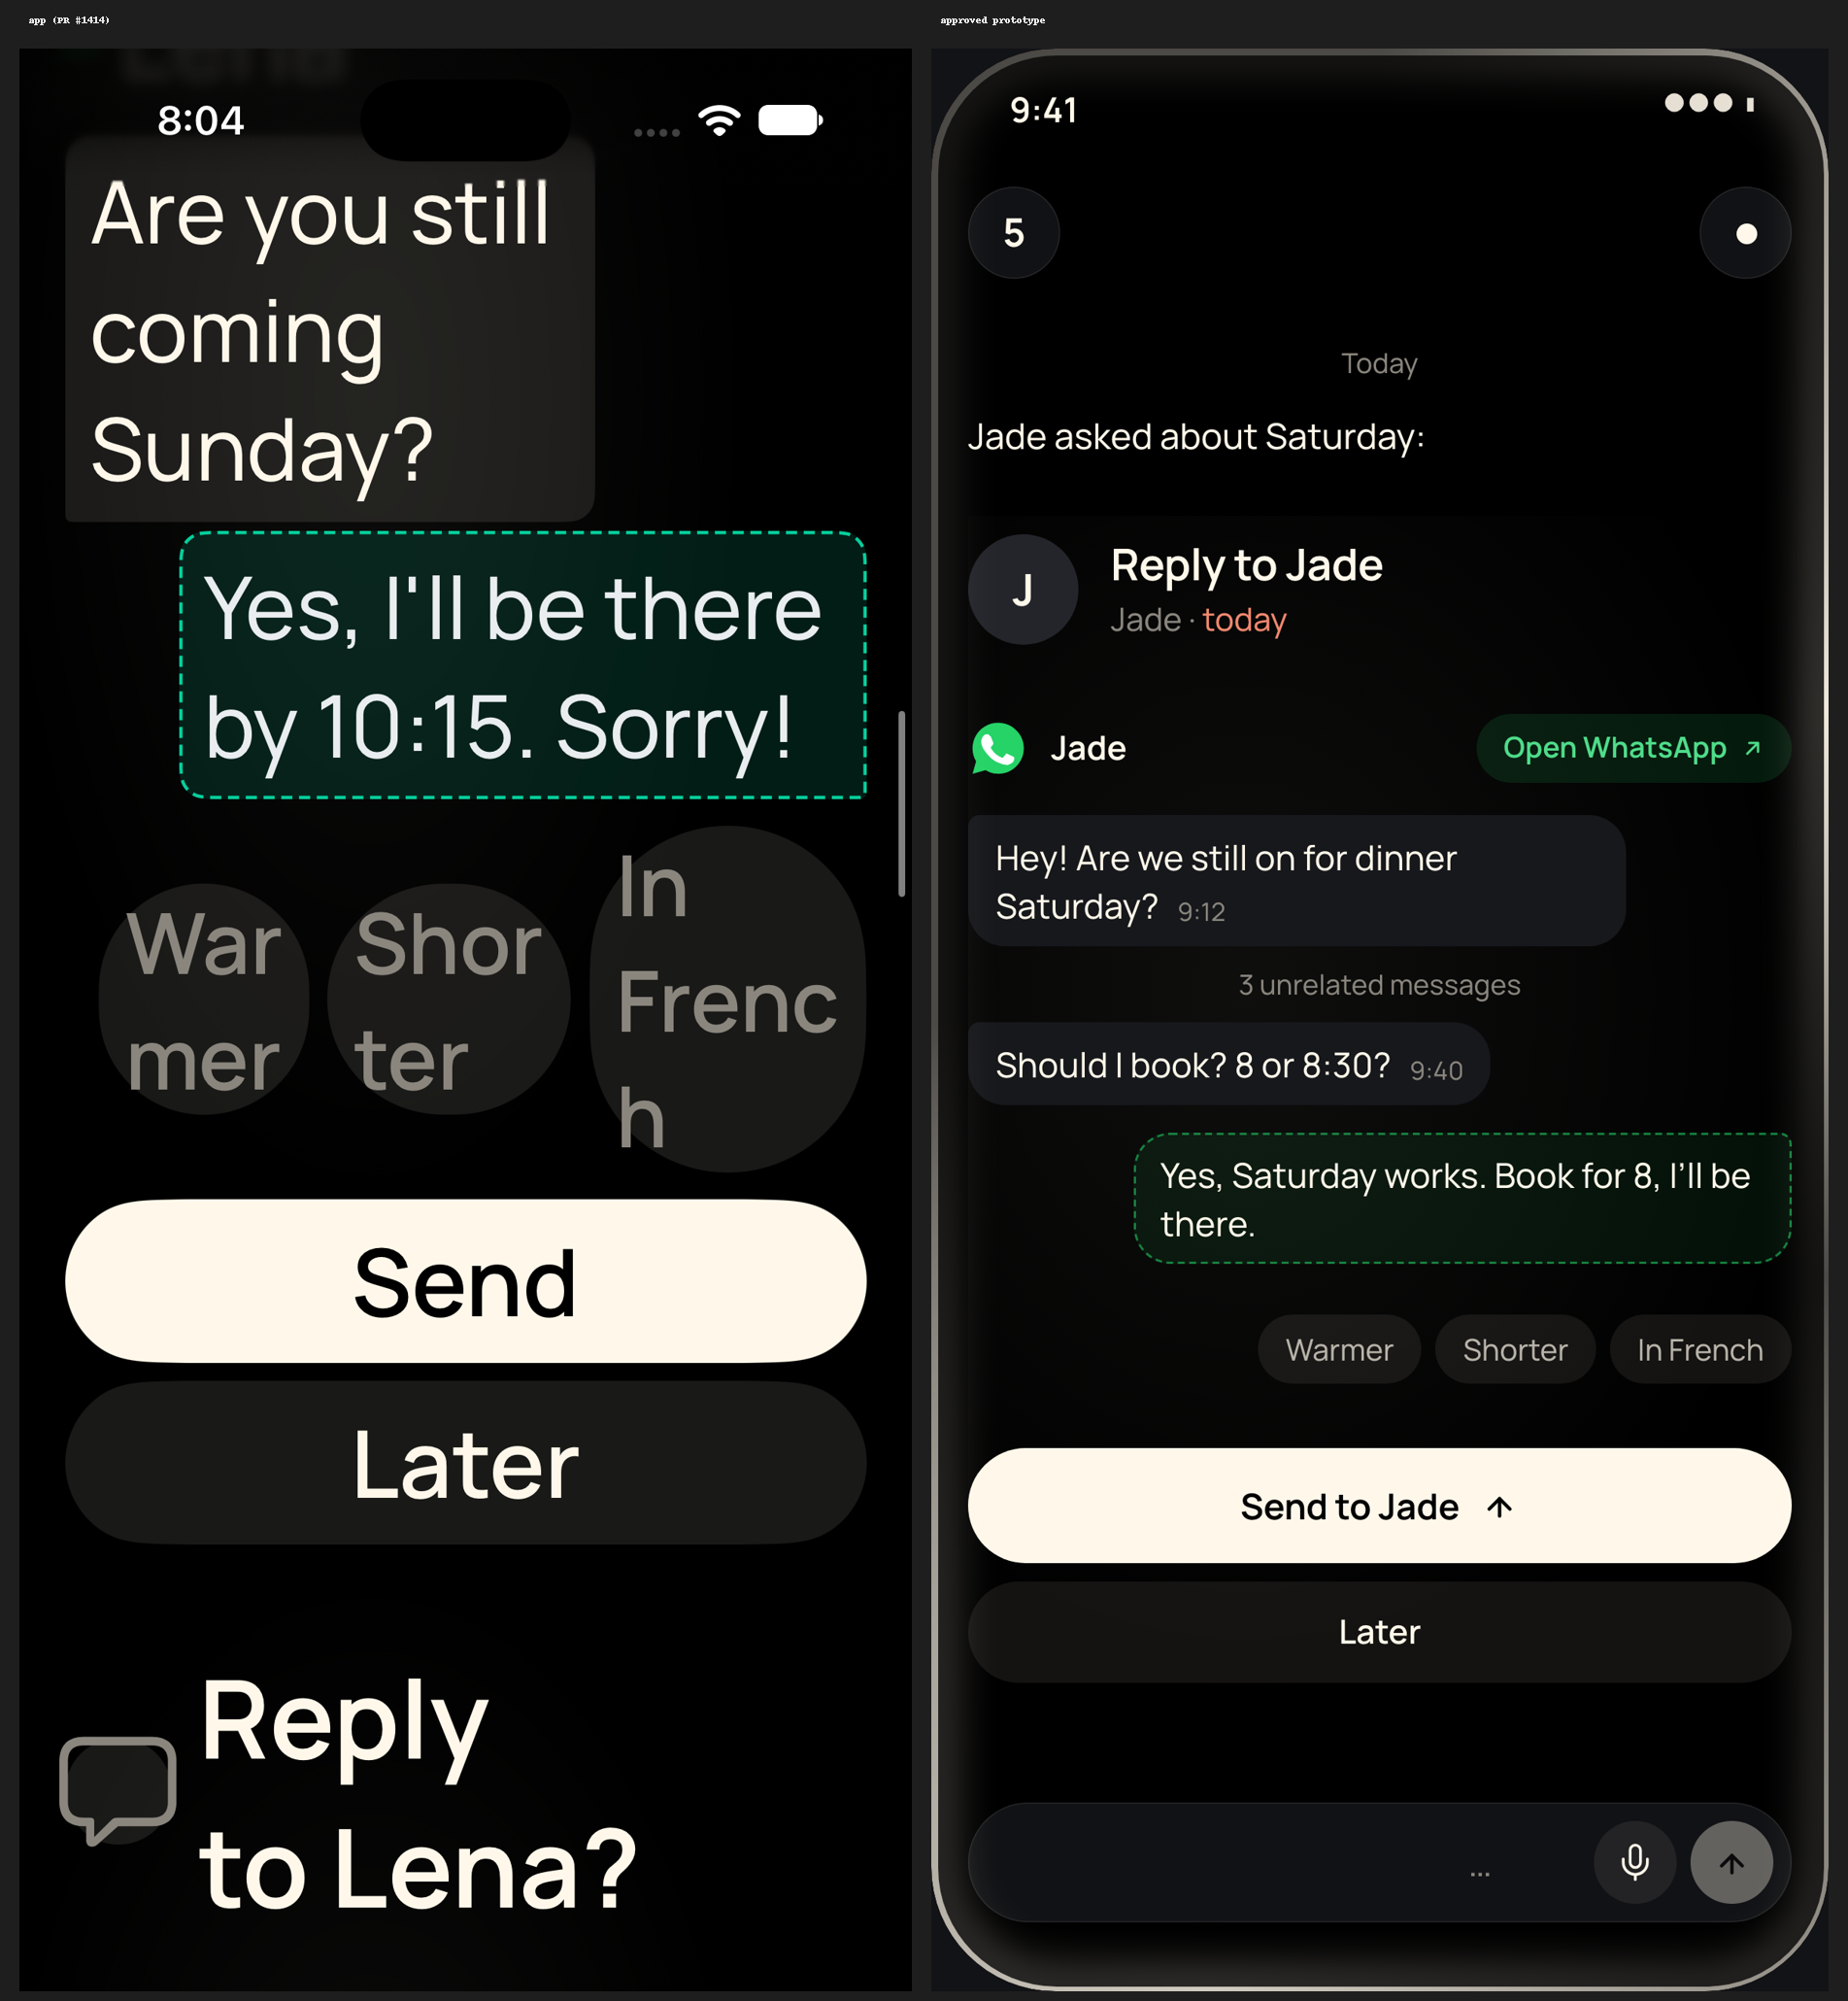 app (PR #1414)
8:04
Are you still
coming
Sunday?
Yes, I'll be there
by 10:15. Sorry!
War
mer
Shor
ter
In
Frenc
h
Send
Later
Reply
to Lena?
approved prototype
9:41
5
Today
Jade asked about Saturday:
J
Reply to Jade
Jade · today
Jade
Open WhatsApp ↗
Hey! Are we still on for dinner
Saturday? 9:12
3 unrelated messages
Should I book? 8 or 8:30? 9:40
Yes, Saturday works. Book for 8, I’ll be
there.
Warmer
Shorter
In French
Send to Jade ↑
Later
...